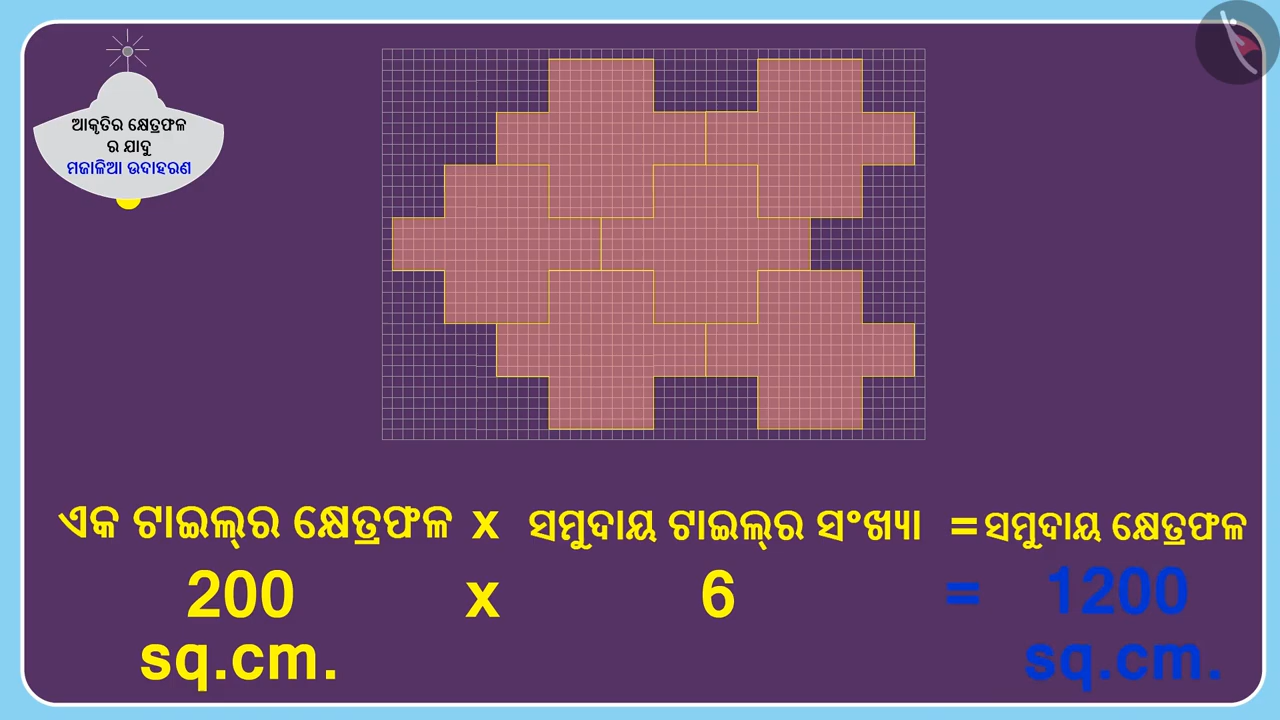 ଆକୃତିର କ୍ଷେତ୍ରଫଳ
ର ଯାଦୁ
ମଜାଳିଆ ଉଦାହରଣ
ଏକ ଟାଇଲ୍‌ର କ୍ଷେତ୍ରଫଳ x ସମୁଦାୟ ଟାଇଲ୍‌ର ସଂଖ୍ୟା = ସମୁଦାୟ କ୍ଷେତ୍ରଫଳ
200 x 6 = 1200
sq.cm. sq.cm.